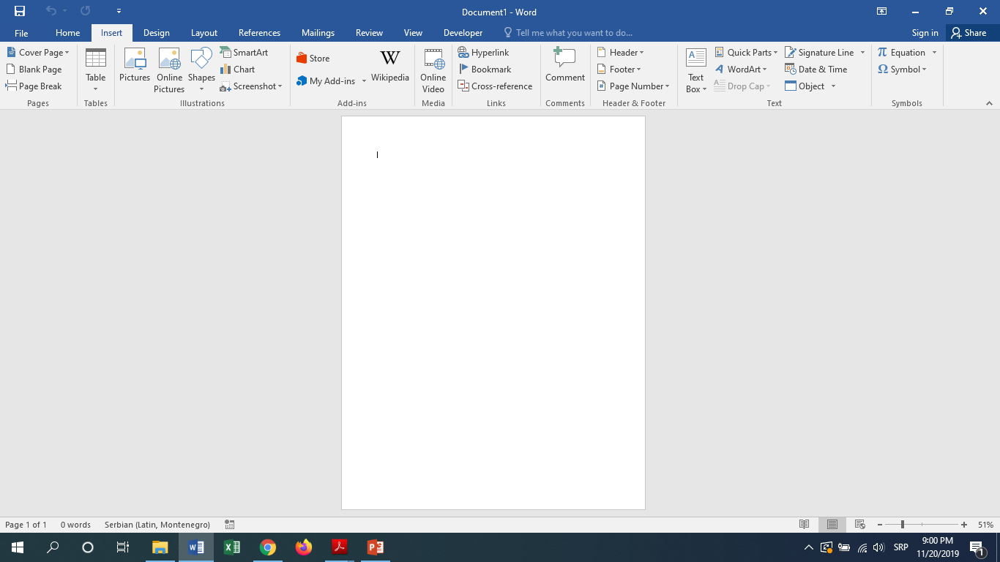 Document1 - Word
File Home Insert Design Layout References Mailings Review View Developer Tell me what you want to do... Sign in Share
Cover Page
Blank Page
Page Break
Pages
Table
Tables
Pictures
Online
Pictures
Shapes
SmartArt
Chart
Screenshot
Illustrations
Store
My Add-ins
W
Wikipedia
Add-ins
Online
Video
Media
Hyperlink
Bookmark
Cross-reference
Links
Comment
Comments
Header
Footer
Page Number
Header & Footer
Text
Box
Quick Parts
WordArt
Drop Cap
Signature Line
Date & Time
Object
Text
Equation
Symbol
Symbols
Page 1 of 1 0 words Serbian (Latin, Montenegro) 51%
SRP
9:00 PM
11/20/2019
1